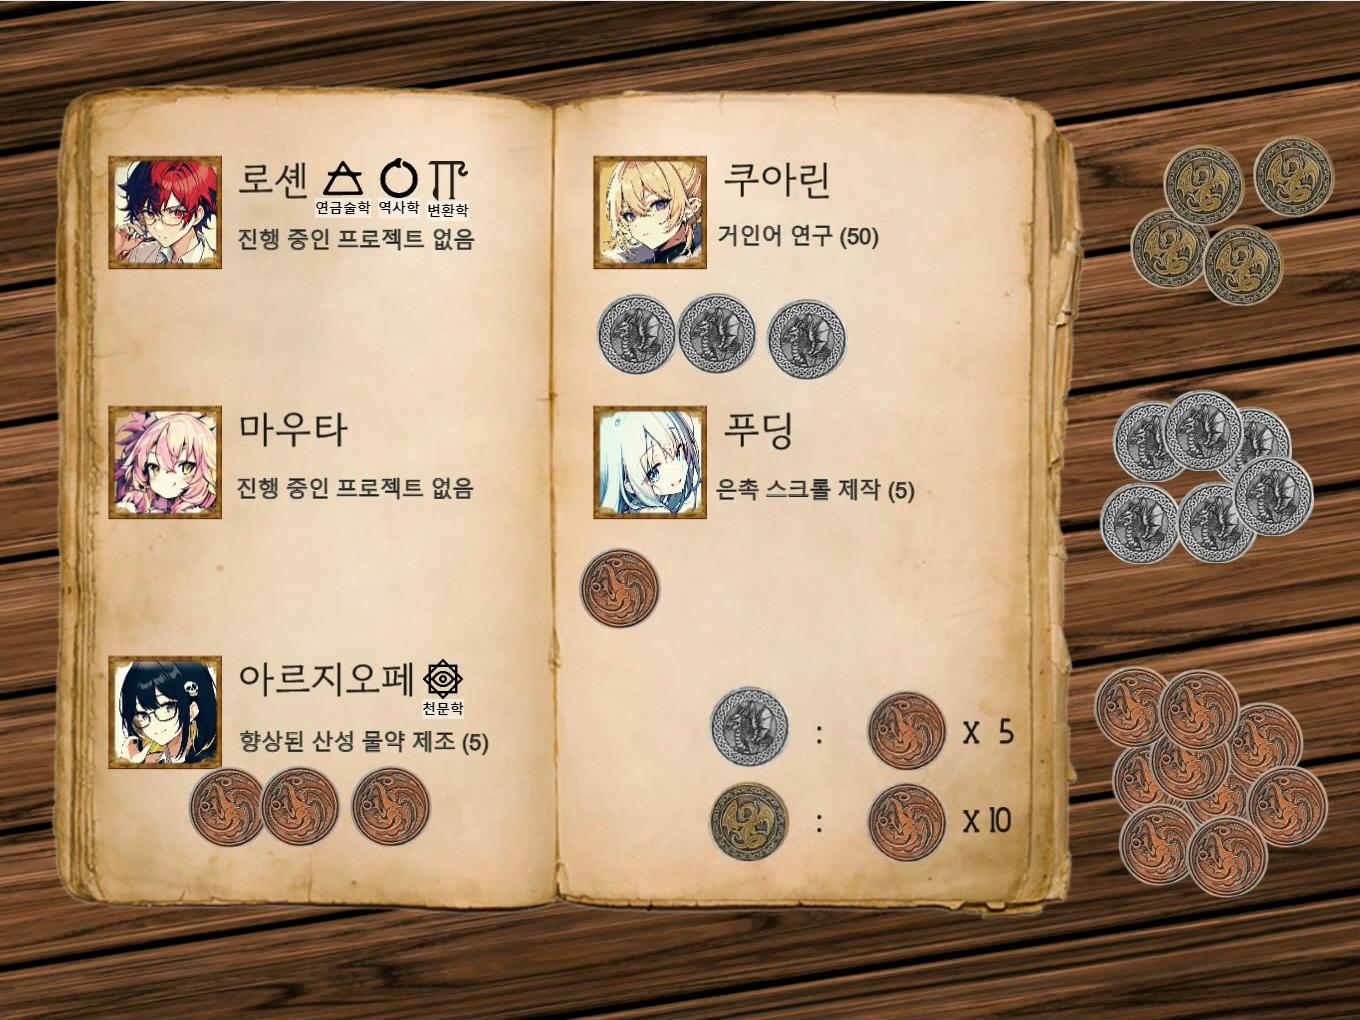 로셴
연금술학 역사학 변환학
진행 중인 프로젝트 없음
마우타
진행 중인 프로젝트 없음
아르지오페
천문학
향상된 산성 물약 제조 (5)
쿠아린
거인어 연구 (50)
푸딩
은촉 스크롤 제작 (5)
: X 5
: X 10